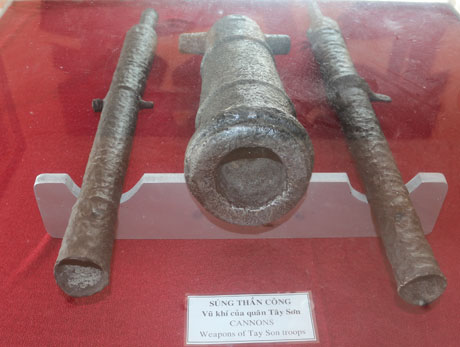 SÚNG THẦN CÔNG
Vũ khí của quân Tây Sơn
CANNONS
Weapons of Tay Son troops